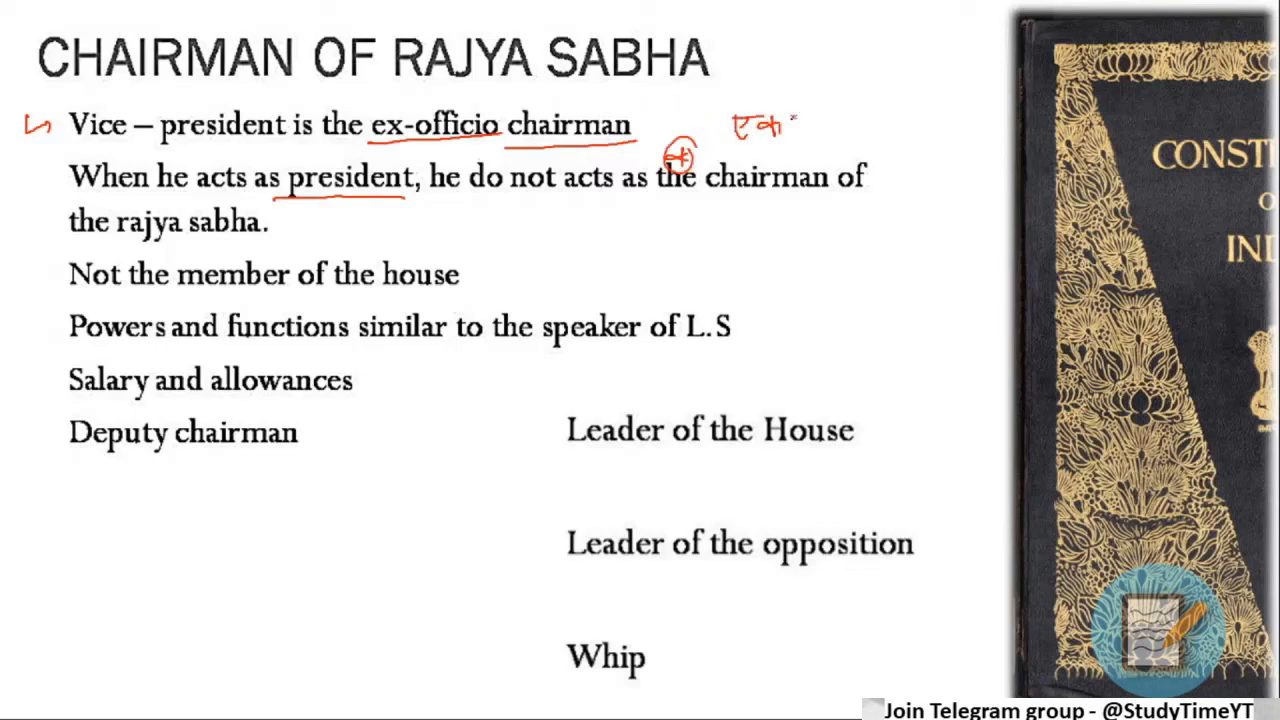 CHAIRMAN OF RAJYA SABHA
Vice – president is the ex-officio chairman
एक
When he acts as president, he do not acts as the chairman of
the rajya sabha.
Not the member of the house
Powers and functions similar to the speaker of L.S
Salary and allowances
Deputy chairman
Leader of the House
Leader of the opposition
Whip
CONSTI
O
IND
Join Telegram group - @StudyTimeYT